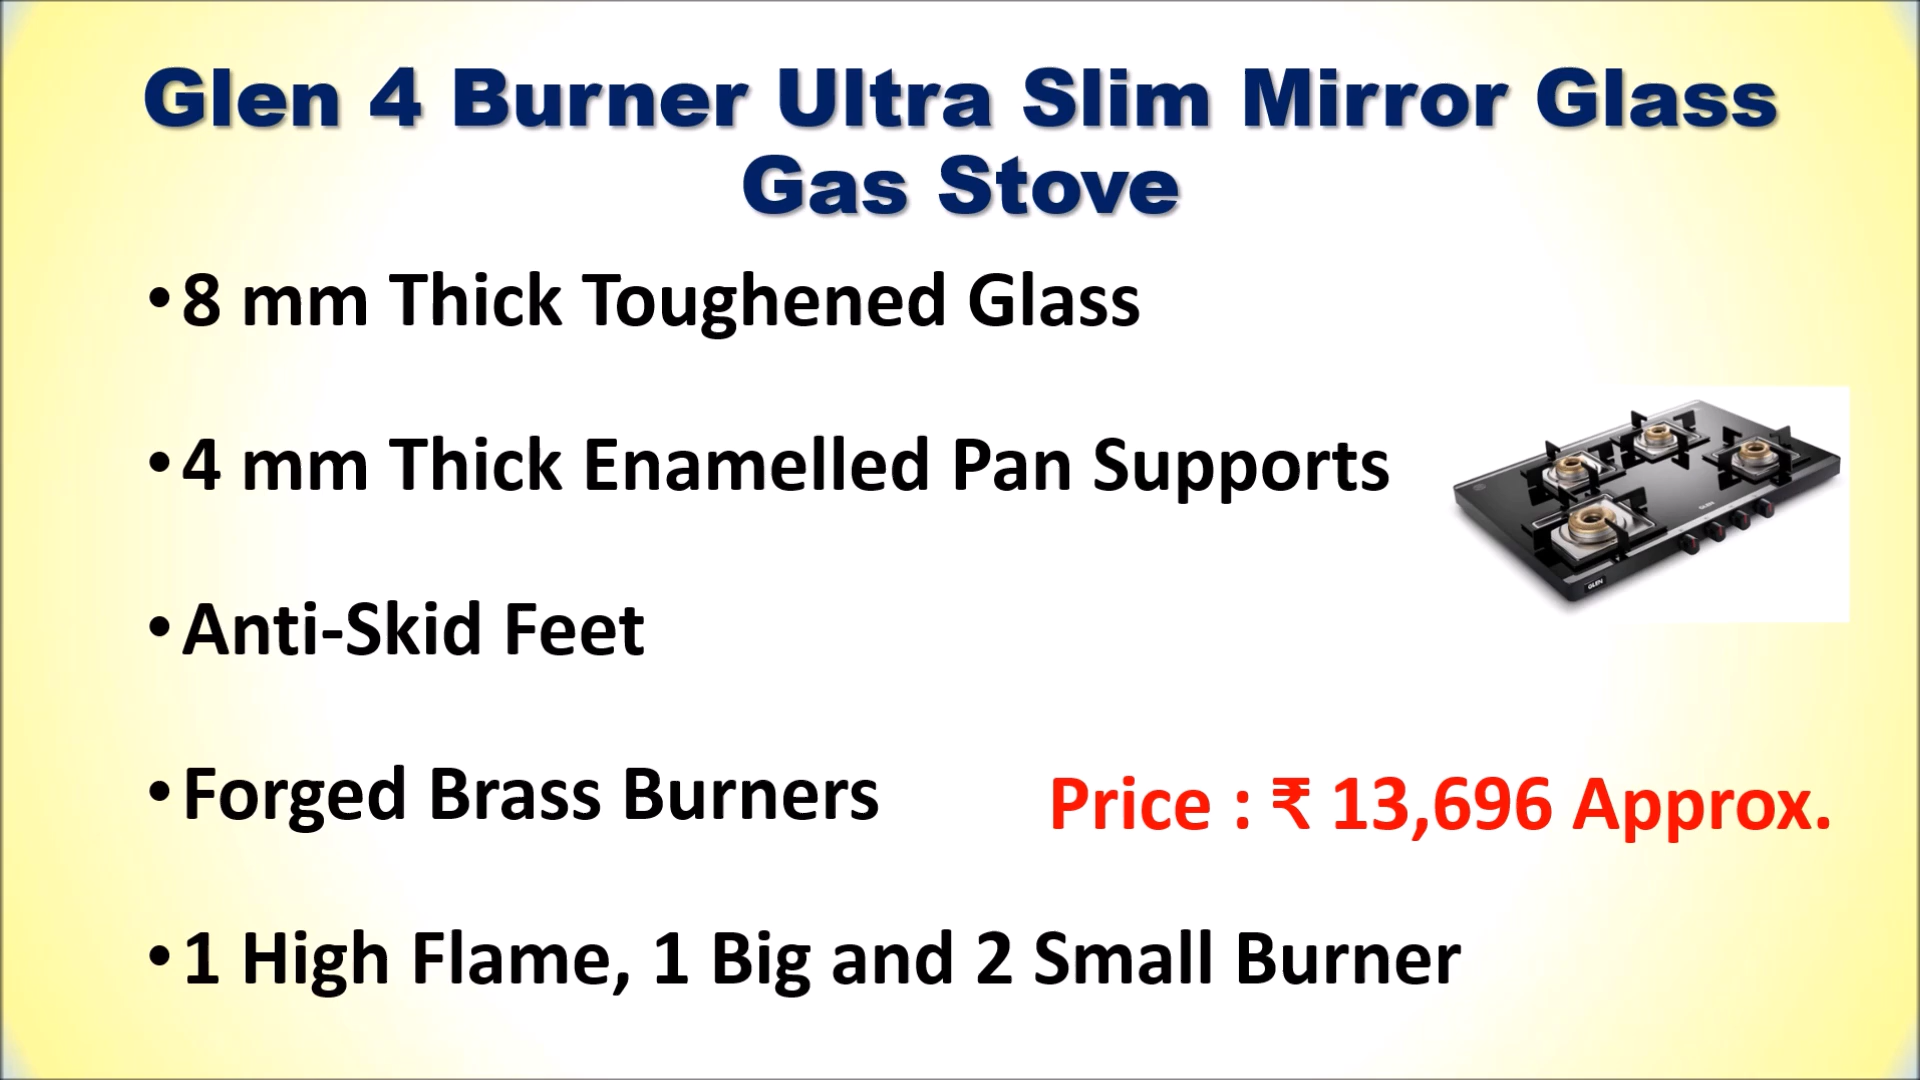 Glen 4 Burner Ultra Slim Mirror Glass
Gas Stove
•8 mm Thick Toughened Glass
•4 mm Thick Enamelled Pan Supports
GLEN
GLEN
•Anti-Skid Feet
•Forged Brass Burners
Price : ₹ 13,696 Approx.
•1 High Flame, 1 Big and 2 Small Burner